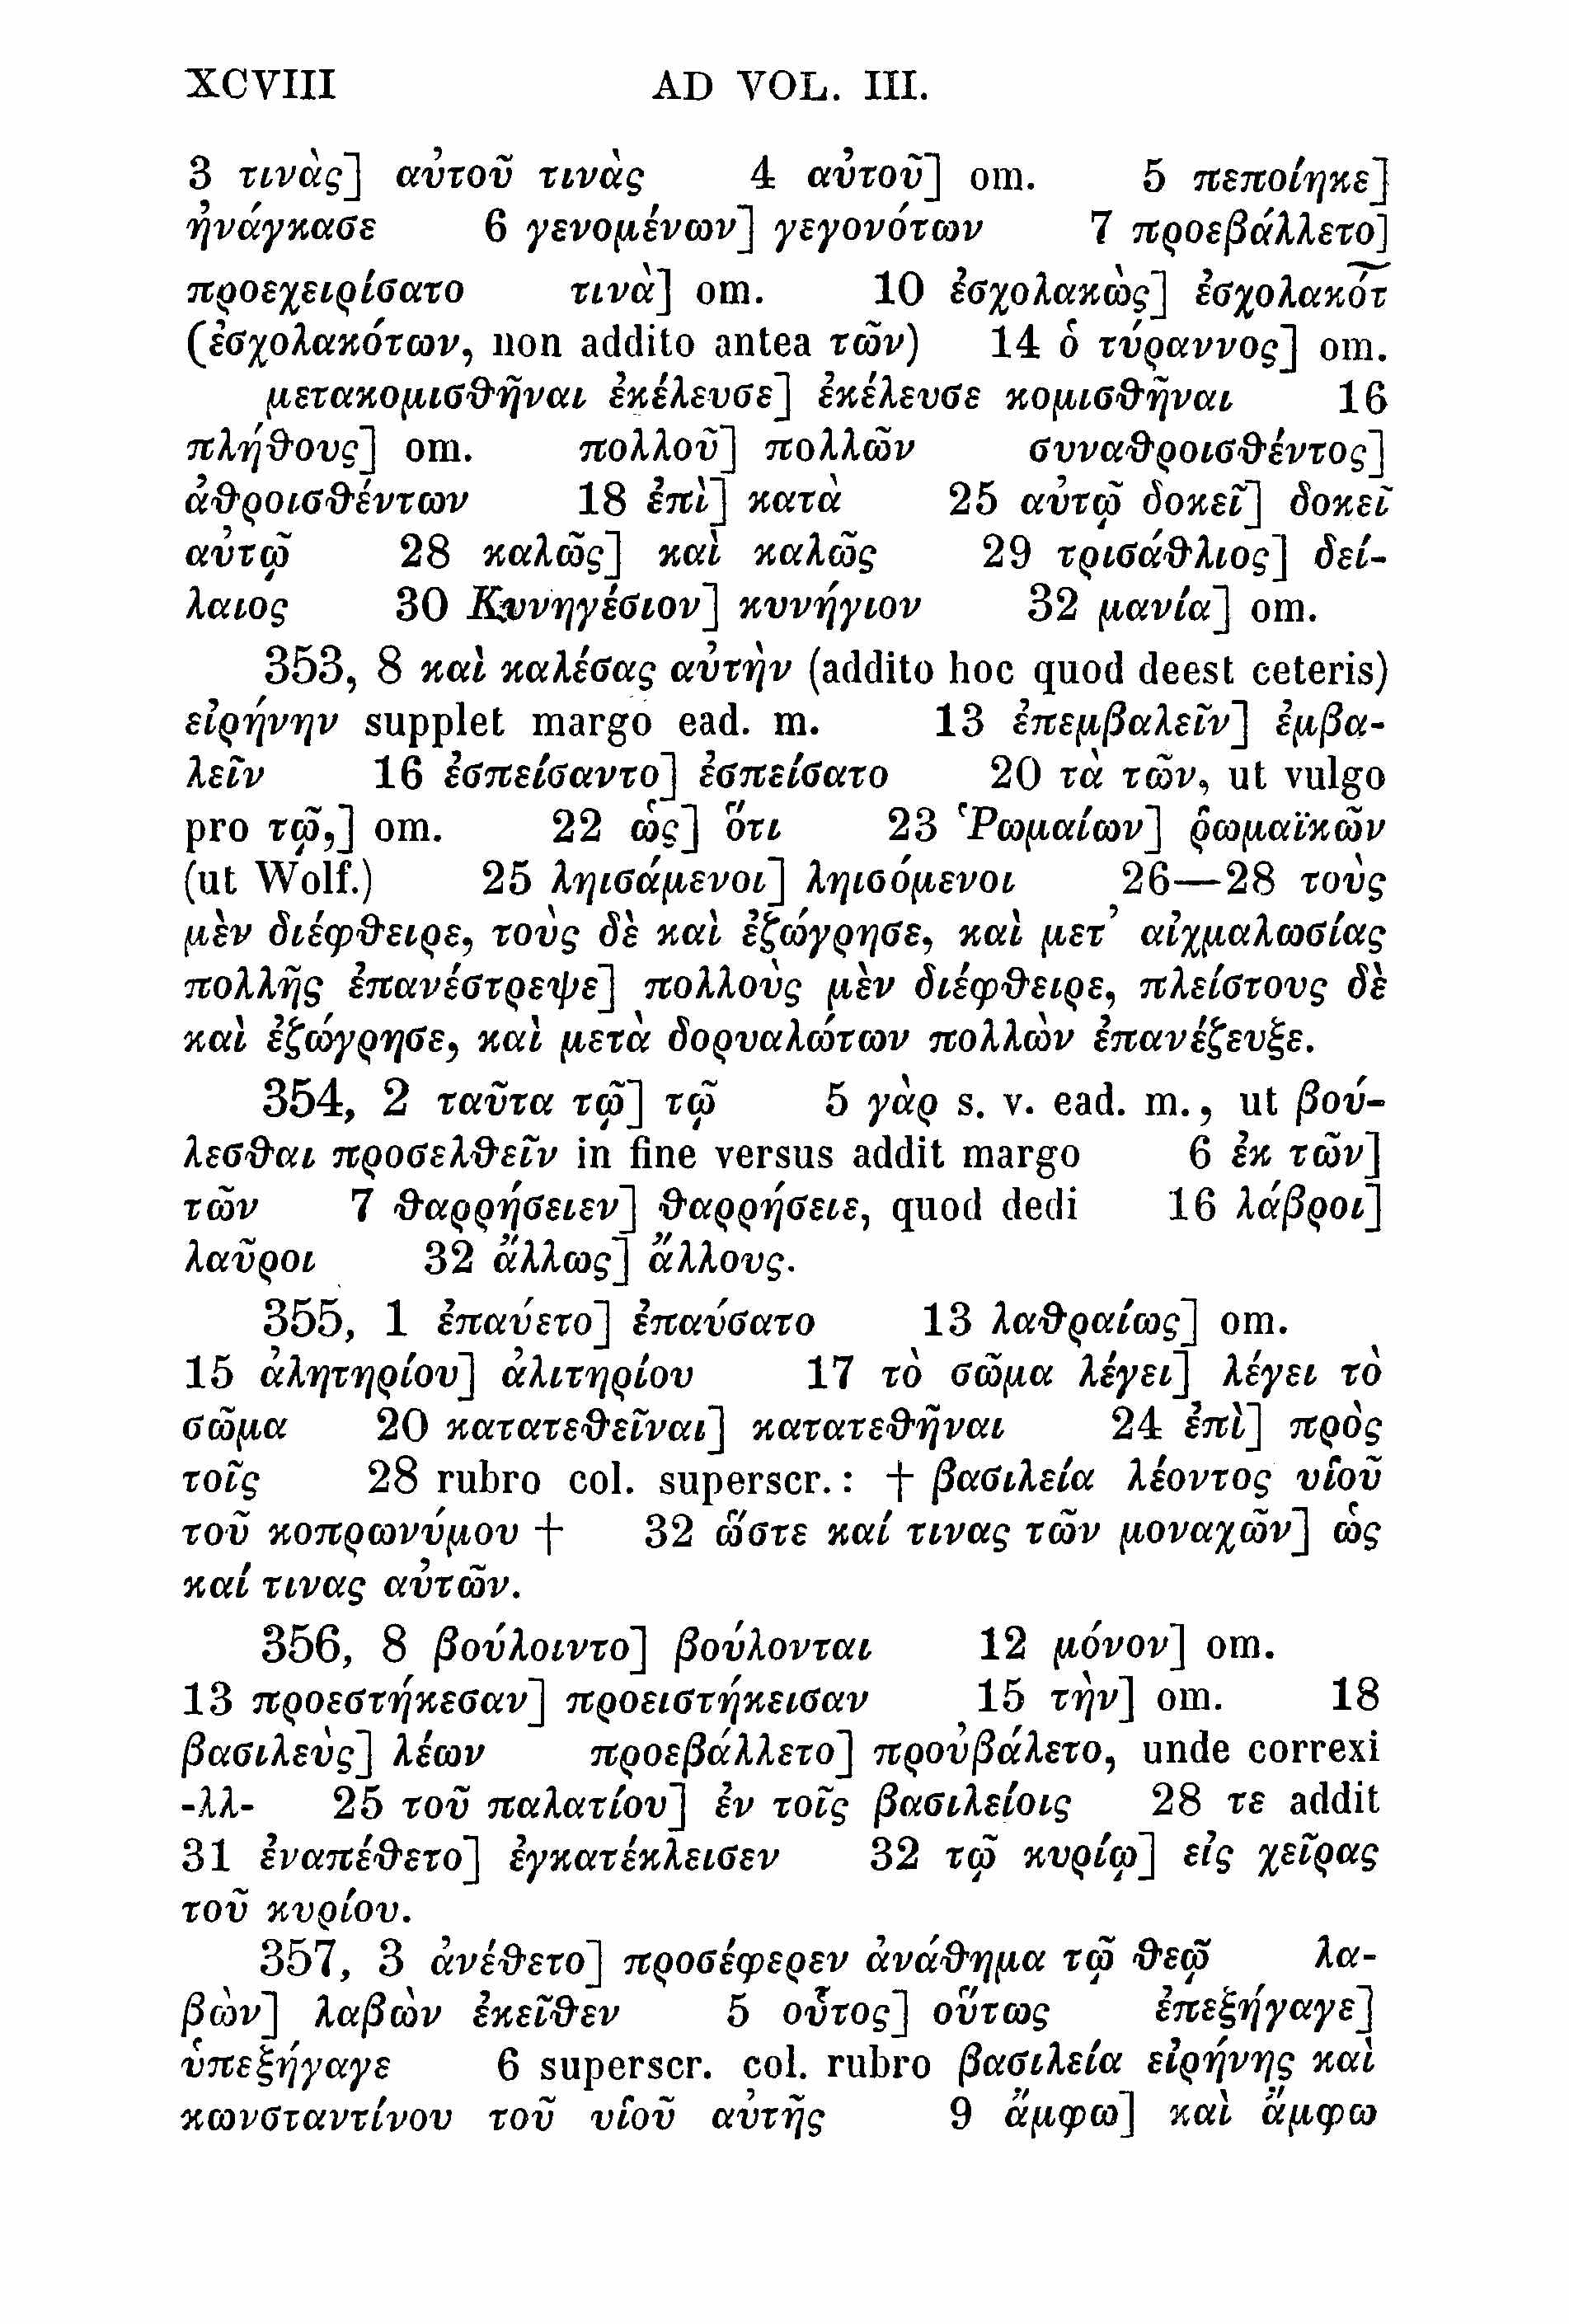 XCVIII AD VOL. III.
3 τινὰς] αὐτοῦ τινὰς 4 αὐτοῦ] om. 5 πεποίηκε]
ἠνάγκασε 6 γενομένων] γεγονότων 7 προεβάλλετο]
προεχειρίσατο τινὰ] om. 10 ἐσχολακὼς] ἐσχολακότ
(ἐσχολακότων, non addito antea τῶν) 14 ὁ τύραννος] om.
μετακομισθῆναι ἐκέλευσε] ἐκέλευσε κομισθῆναι 16
πλήθους] om. πολλοῦ] πολλῶν συναθροισθέντος]
ἀθροισθέντων 18 ἐπὶ] κατὰ 25 αὐτῷ δοκεῖ] δοκεῖ
αὐτῷ 28 καλῶς] καὶ καλῶς 29 τρισάθλιος] δεί-
λαιος 30 Κυνηγέσιον] κυνήγιον 32 μανία] om.
353, 8 καὶ καλέσας αὐτὴν (addito hoc quod deest ceteris)
εἰρήνην supplet margo ead. m. 13 ἐπεμβαλεῖν] ἐμβα-
λεῖν 16 ἐσπείσαντο] ἐσπείσατο 20 τὰ τῶν, ut vulgo
pro τῷ,] om. 22 ὡς] ὅτι 23 Ῥωμαίων] ῥωμαϊκῶν
(ut Wolf.) 25 ληισάμενοι] ληισόμενοι 26—28 τοὺς
μὲν διέφθειρε, τοὺς δὲ καὶ ἐζώγρησε, καὶ μετ᾽ αἰχμαλωσίας
πολλῆς ἐπανέστρεψε] πολλοὺς μὲν διέφθειρε, πλείστους δὲ
καὶ ἐζώγρησε, καὶ μετὰ δορυαλώτων πολλὼν ἐπανέζευξε.
354, 2 ταῦτα τῷ] τῷ 5 γὰρ s. v. ead. m., ut βού-
λεσθαι προσελθεῖν in fine versus addit margo 6 ἐκ τῶν]
τῶν 7 θαρρήσειεν] θαρρήσειε, quod dedi 16 λάβροι]
λαῦροι 32 ἄλλως] ἄλλους.
355, 1 ἐπαύετο] ἐπαύσατο 13 λαθραίως] om.
15 ἀλητηρίου] ἀλιτηρίου 17 τὸ σῶμα λέγει] λέγει τὸ
σῶμα 20 κατατεθεῖναι] κατατεθῆναι 24 ἐπὶ] πρὸς
τοῖς 28 rubro col. superscr.: † βασιλεία λέοντος υἱοῦ
τοῦ κοπρωνύμου † 32 ὥστε καί τινας τῶν μοναχῶν] ὡς
καί τινας αὐτῶν.
356, 8 βούλοιντο] βούλονται 12 μόνον] om.
13 προεστήκεσαν] προειστήκεισαν 15 τὴν] om. 18
βασιλεὺς] λέων προεβάλλετο] προὐβάλετο, unde correxi
-λλ- 25 τοῦ παλατίου] ἐν τοῖς βασιλείοις 28 τε addit
31 ἐναπέθετο] ἐγκατέκλεισεν 32 τῷ κυρίῳ] εἰς χεῖρας
τοῦ κυρίου.
357, 3 ἀνέθετο] προσέφερεν ἀνάθημα τῷ θεῷ λα-
βὼν] λαβὼν ἐκεῖθεν 5 οὗτος] οὕτως ἐπεξήγαγε]
ὑπεξήγαγε 6 superscr. col. rubro βασιλεία εἰρήνης καὶ
κωνσταντίνου τοῦ υἱοῦ αὐτῆς 9 ἄμφω] καὶ ἄμφω